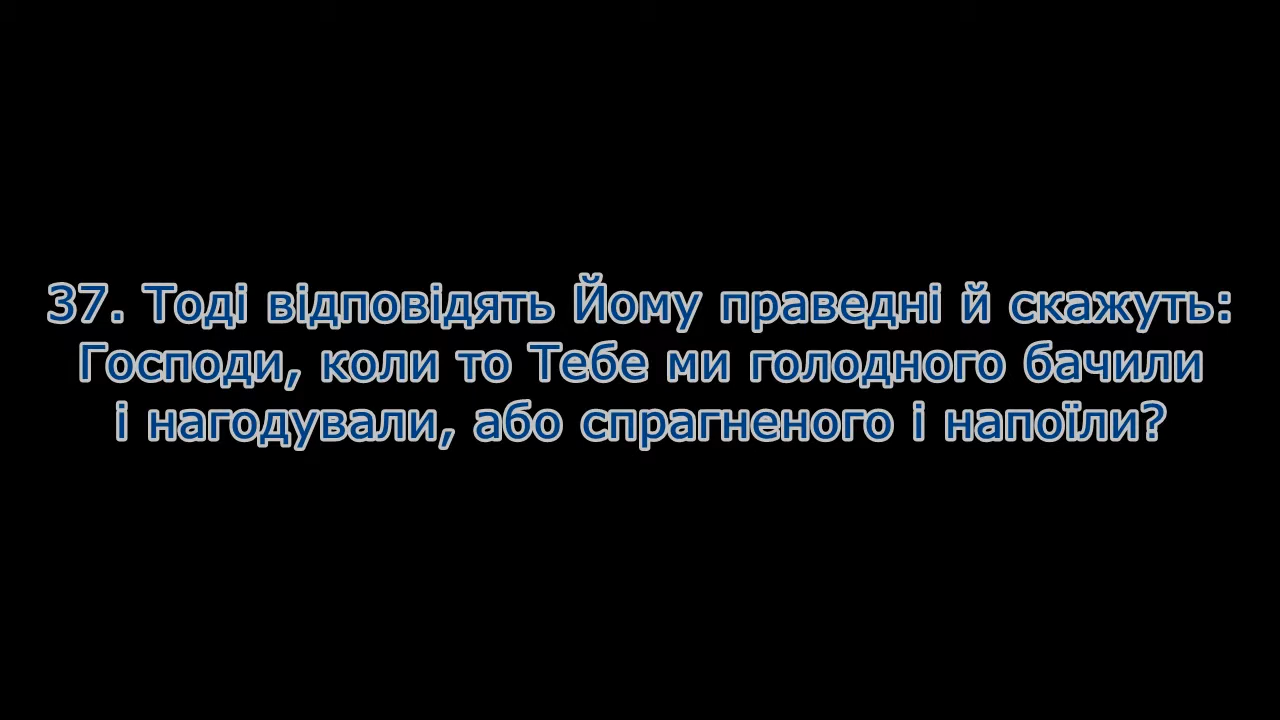 37. Тоді відповідять Йому праведні й скажуть:
Господи, коли то Тебе ми голодного бачили
і нагодували, або спрагненого і напоїли?